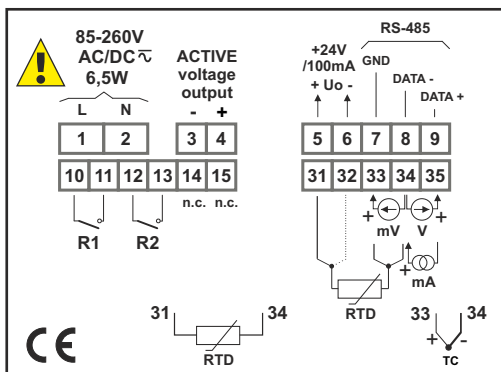 85-260V
AC/DC
6,5W
L N
ACTIVE
voltage
output
- +
+24V
/100mA
+ Uo -
RS-485
GND
DATA -
DATA +
1 2 3 4
5 6 7 8 9
10 11 12 13 14 15
31 32 33 34 35
n.c. n.c.
R1 R2
+ mV V +
+ mA
RTD
31 34
RTD
33 34
+ -
TC
CE